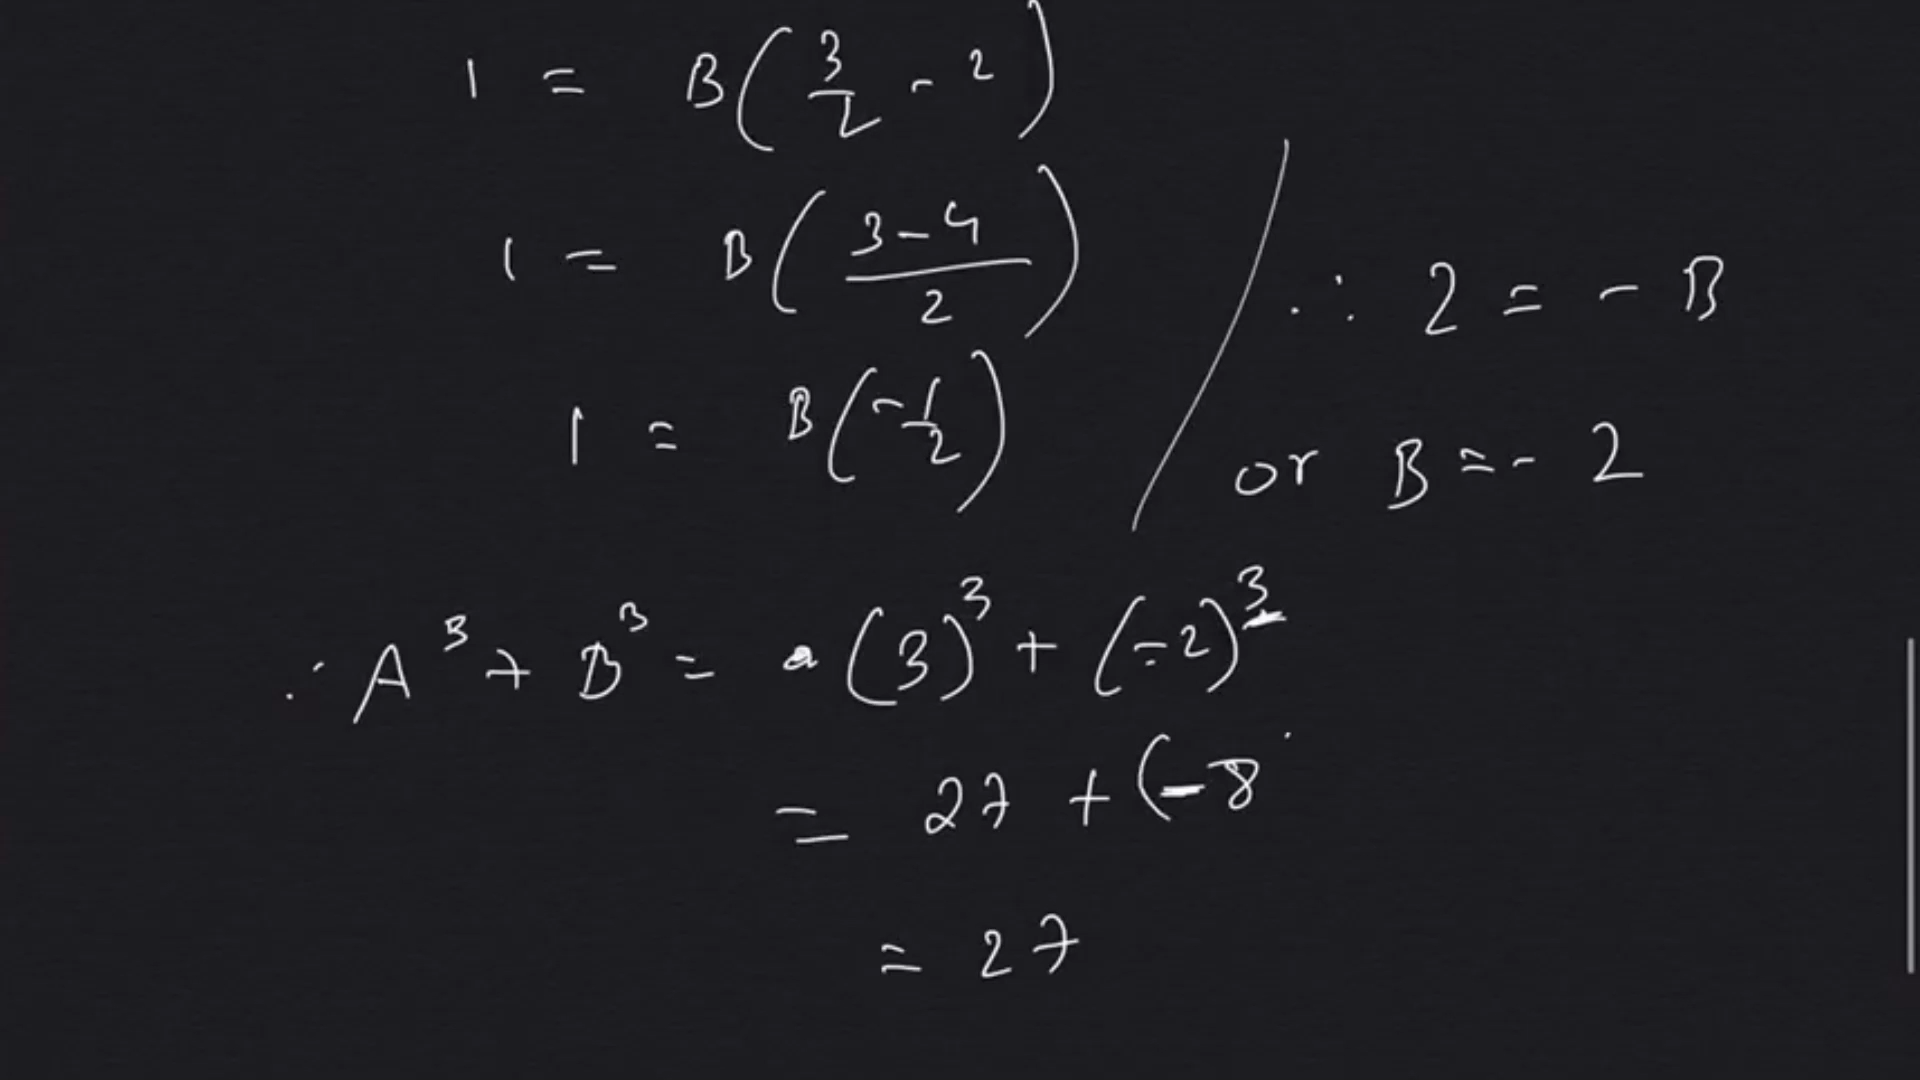 1 = B(3/2 - 2)
1 = B((3-4)/2)
1 = B(-1/2)
∴ 2 = - B
or B = - 2
∴ A³ + B³ = (3)³ + (-2)³
= 27 + (-8
= 27